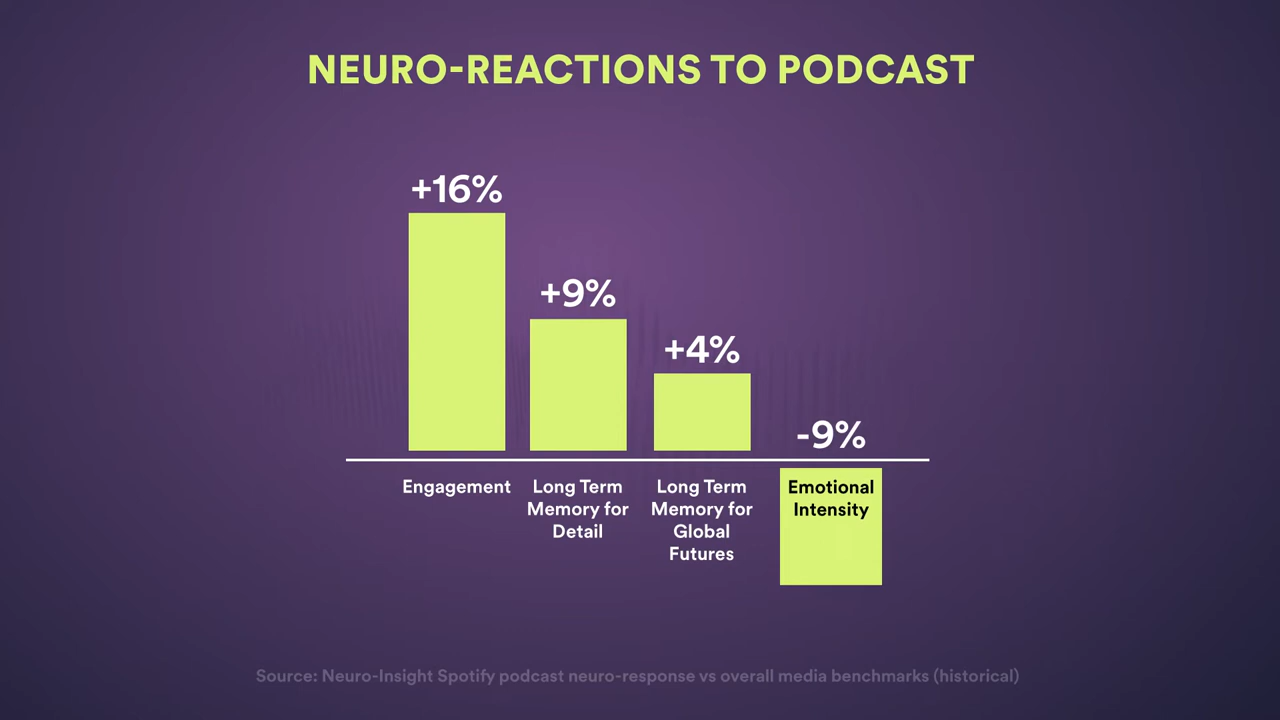 NEURO-REACTIONS TO PODCAST
+16%
+9%
+4%
-9%
Engagement
Long Term
Memory for
Detail
Long Term
Memory for
Global
Futures
Emotional
Intensity
Source: Neuro-Insight Spotify podcast neuro-response vs overall media benchmarks (historical)